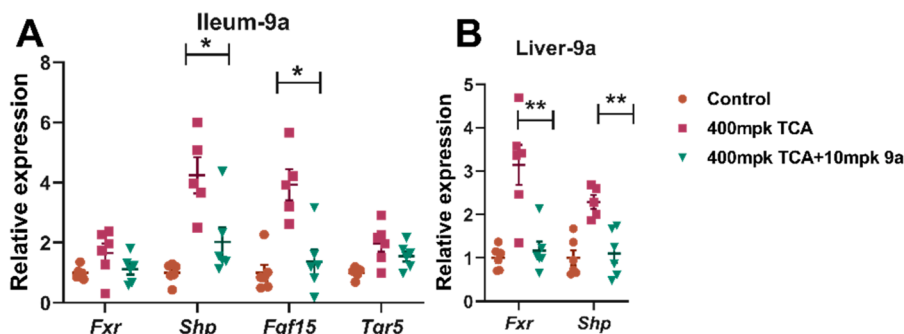 A
Ileum-9a
Relative expression
8
6
4
2
0
*
*
Fxr
Shp
Fgf15
Tgr5
B
Liver-9a
Relative expression
5
4
3
2
1
0
**
**
Fxr
Shp
Control
400mpk TCA
400mpk TCA+10mpk 9a